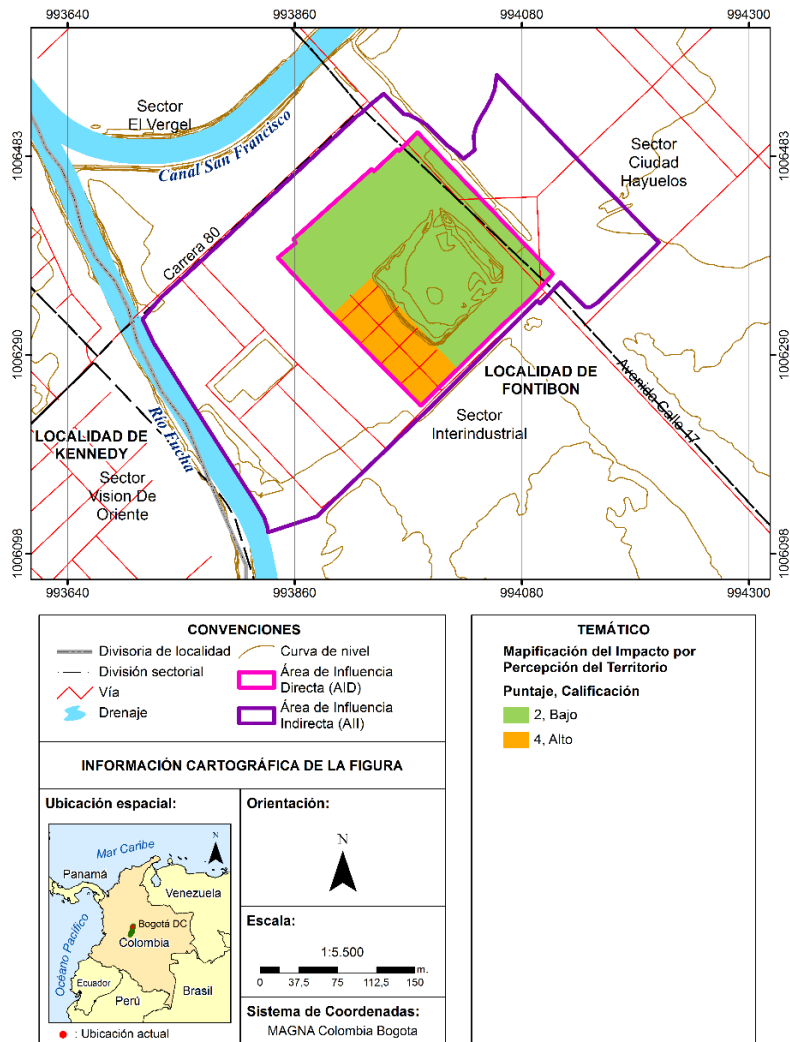 993640
993860
994080
994300
1006483
1006483
Sector
El Vergel
Canal San Francisco
Sector
Ciudad
Hayuelos
Carrera 80
1006290
1006290
LOCALIDAD DE
FONTIBON
Avenida Calle 17
Sector
Interindustrial
LOCALIDAD DE
KENNEDY
Río Fucha
Sector
Vision De
Oriente
1006098
1006098
993640
993860
994080
994300
CONVENCIONES
Divisoria de localidad
Curva de nivel
División sectorial
Área de Influencia
Directa (AID)
Vía
Drenaje
Área de Influencia
Indirecta (AII)
TEMÁTICO
Mapificación del Impacto por
Percepción del Territorio
Puntaje, Calificación
2, Bajo
4, Alto
INFORMACIÓN CARTOGRÁFICA DE LA FIGURA
Ubicación espacial:
N
Mar Caribe
Panamá
Venezuela
Océano Pacífico
Bogotá DC
Colombia
Ecuador
Perú
Brasil
: Ubicación actual
Orientación:
N
Escala:
1:5.500
0 37,5 75 112,5 150 m.
Sistema de Coordenadas:
MAGNA Colombia Bogota